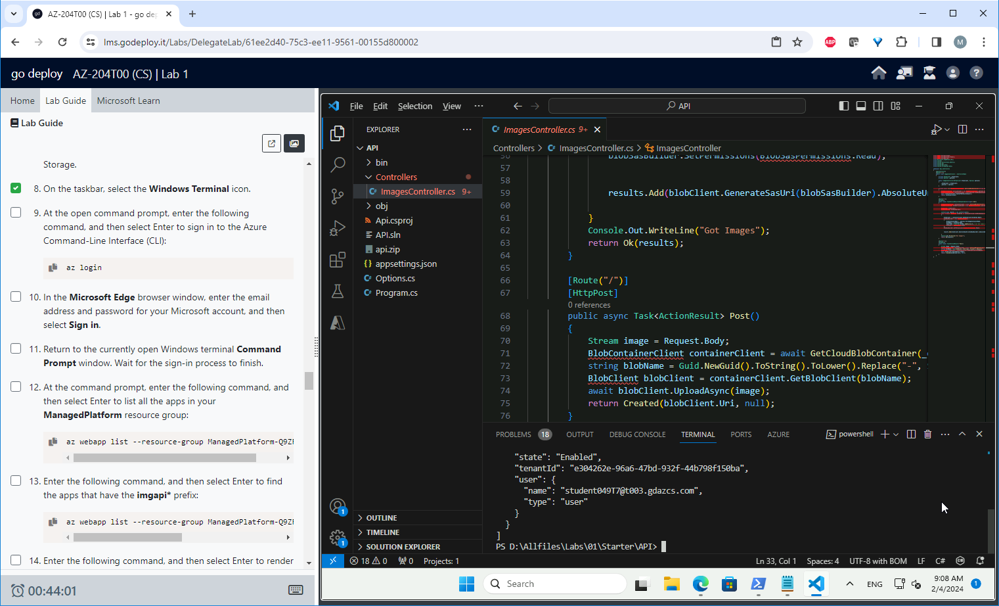 AZ-204T00 (CS) | Lab 1 - go dep
lms.godeploy.it/Labs/DelegateLab/61ee2d40-75c3-ee11-9561-00155d800002
ABP
M
go deploy AZ-204T00 (CS) | Lab 1
Home
Lab Guide
Microsoft Learn
Lab Guide
Storage.
8. On the taskbar, select the Windows Terminal icon.
9. At the open command prompt, enter the following
command, and then select Enter to sign in to the Azure
Command-Line Interface (CLI):
az login
10. In the Microsoft Edge browser window, enter the email
address and password for your Microsoft account, and then
select Sign in.
11. Return to the currently open Windows terminal Command
Prompt window. Wait for the sign-in process to finish.
12. At the command prompt, enter the following command, and
then select Enter to list all the apps in your
ManagedPlatform resource group:
az webapp list --resource-group ManagedPlatform-Q9Z
13. Enter the following command, and then select Enter to find
the apps that have the imgapi* prefix:
az webapp list --resource-group ManagedPlatform-Q9Z
14. Enter the following command, and then select Enter to render
00:44:01
File Edit Selection View ···
API
EXPLORER
API
bin
Controllers
ImagesController.cs 9+
obj
Api.csproj
API.sln
api.zip
appsettings.json
Options.cs
Program.cs
OUTLINE
TIMELINE
SOLUTION EXPLORER
1
1
ImagesController.cs 9+
Controllers > ImagesController.cs > ImagesController
56 blobSasBuilder.SetPermissions(BlobSasPermissions.Read);
57
58
59 results.Add(blobClient.GenerateSasUri(blobSasBuilder).AbsoluteU
60
61 }
62 Console.Out.WriteLine("Got Images");
63 return Ok(results);
64 }
65
66 [Route("/")]
67 [HttpPost]
0 references
68 public async Task<ActionResult> Post()
69 {
70 Stream image = Request.Body;
71 BlobContainerClient containerClient = await GetCloudBlobContainer(_
72 string blobName = Guid.NewGuid().ToString().ToLower().Replace("-",
73 BlobClient blobClient = containerClient.GetBlobClient(blobName);
74 await blobClient.UploadAsync(image);
75 return Created(blobClient.Uri, null);
76 }
PROBLEMS 18 OUTPUT DEBUG CONSOLE TERMINAL PORTS AZURE
powershell
"state": "Enabled",
"tenantId": "e304262e-96a6-47bd-932f-44b798f150ba",
"user": {
"name": "student049T7@t003.gdazcs.com",
"type": "user"
}
}
]
PS D:\Allfiles\Labs\01\Starter\API>
18 0 0 Projects: 1
Ln 33, Col 1 Spaces: 4 UTF-8 with BOM LF C#
Search
ENG
9:08 AM
2/4/2024
1